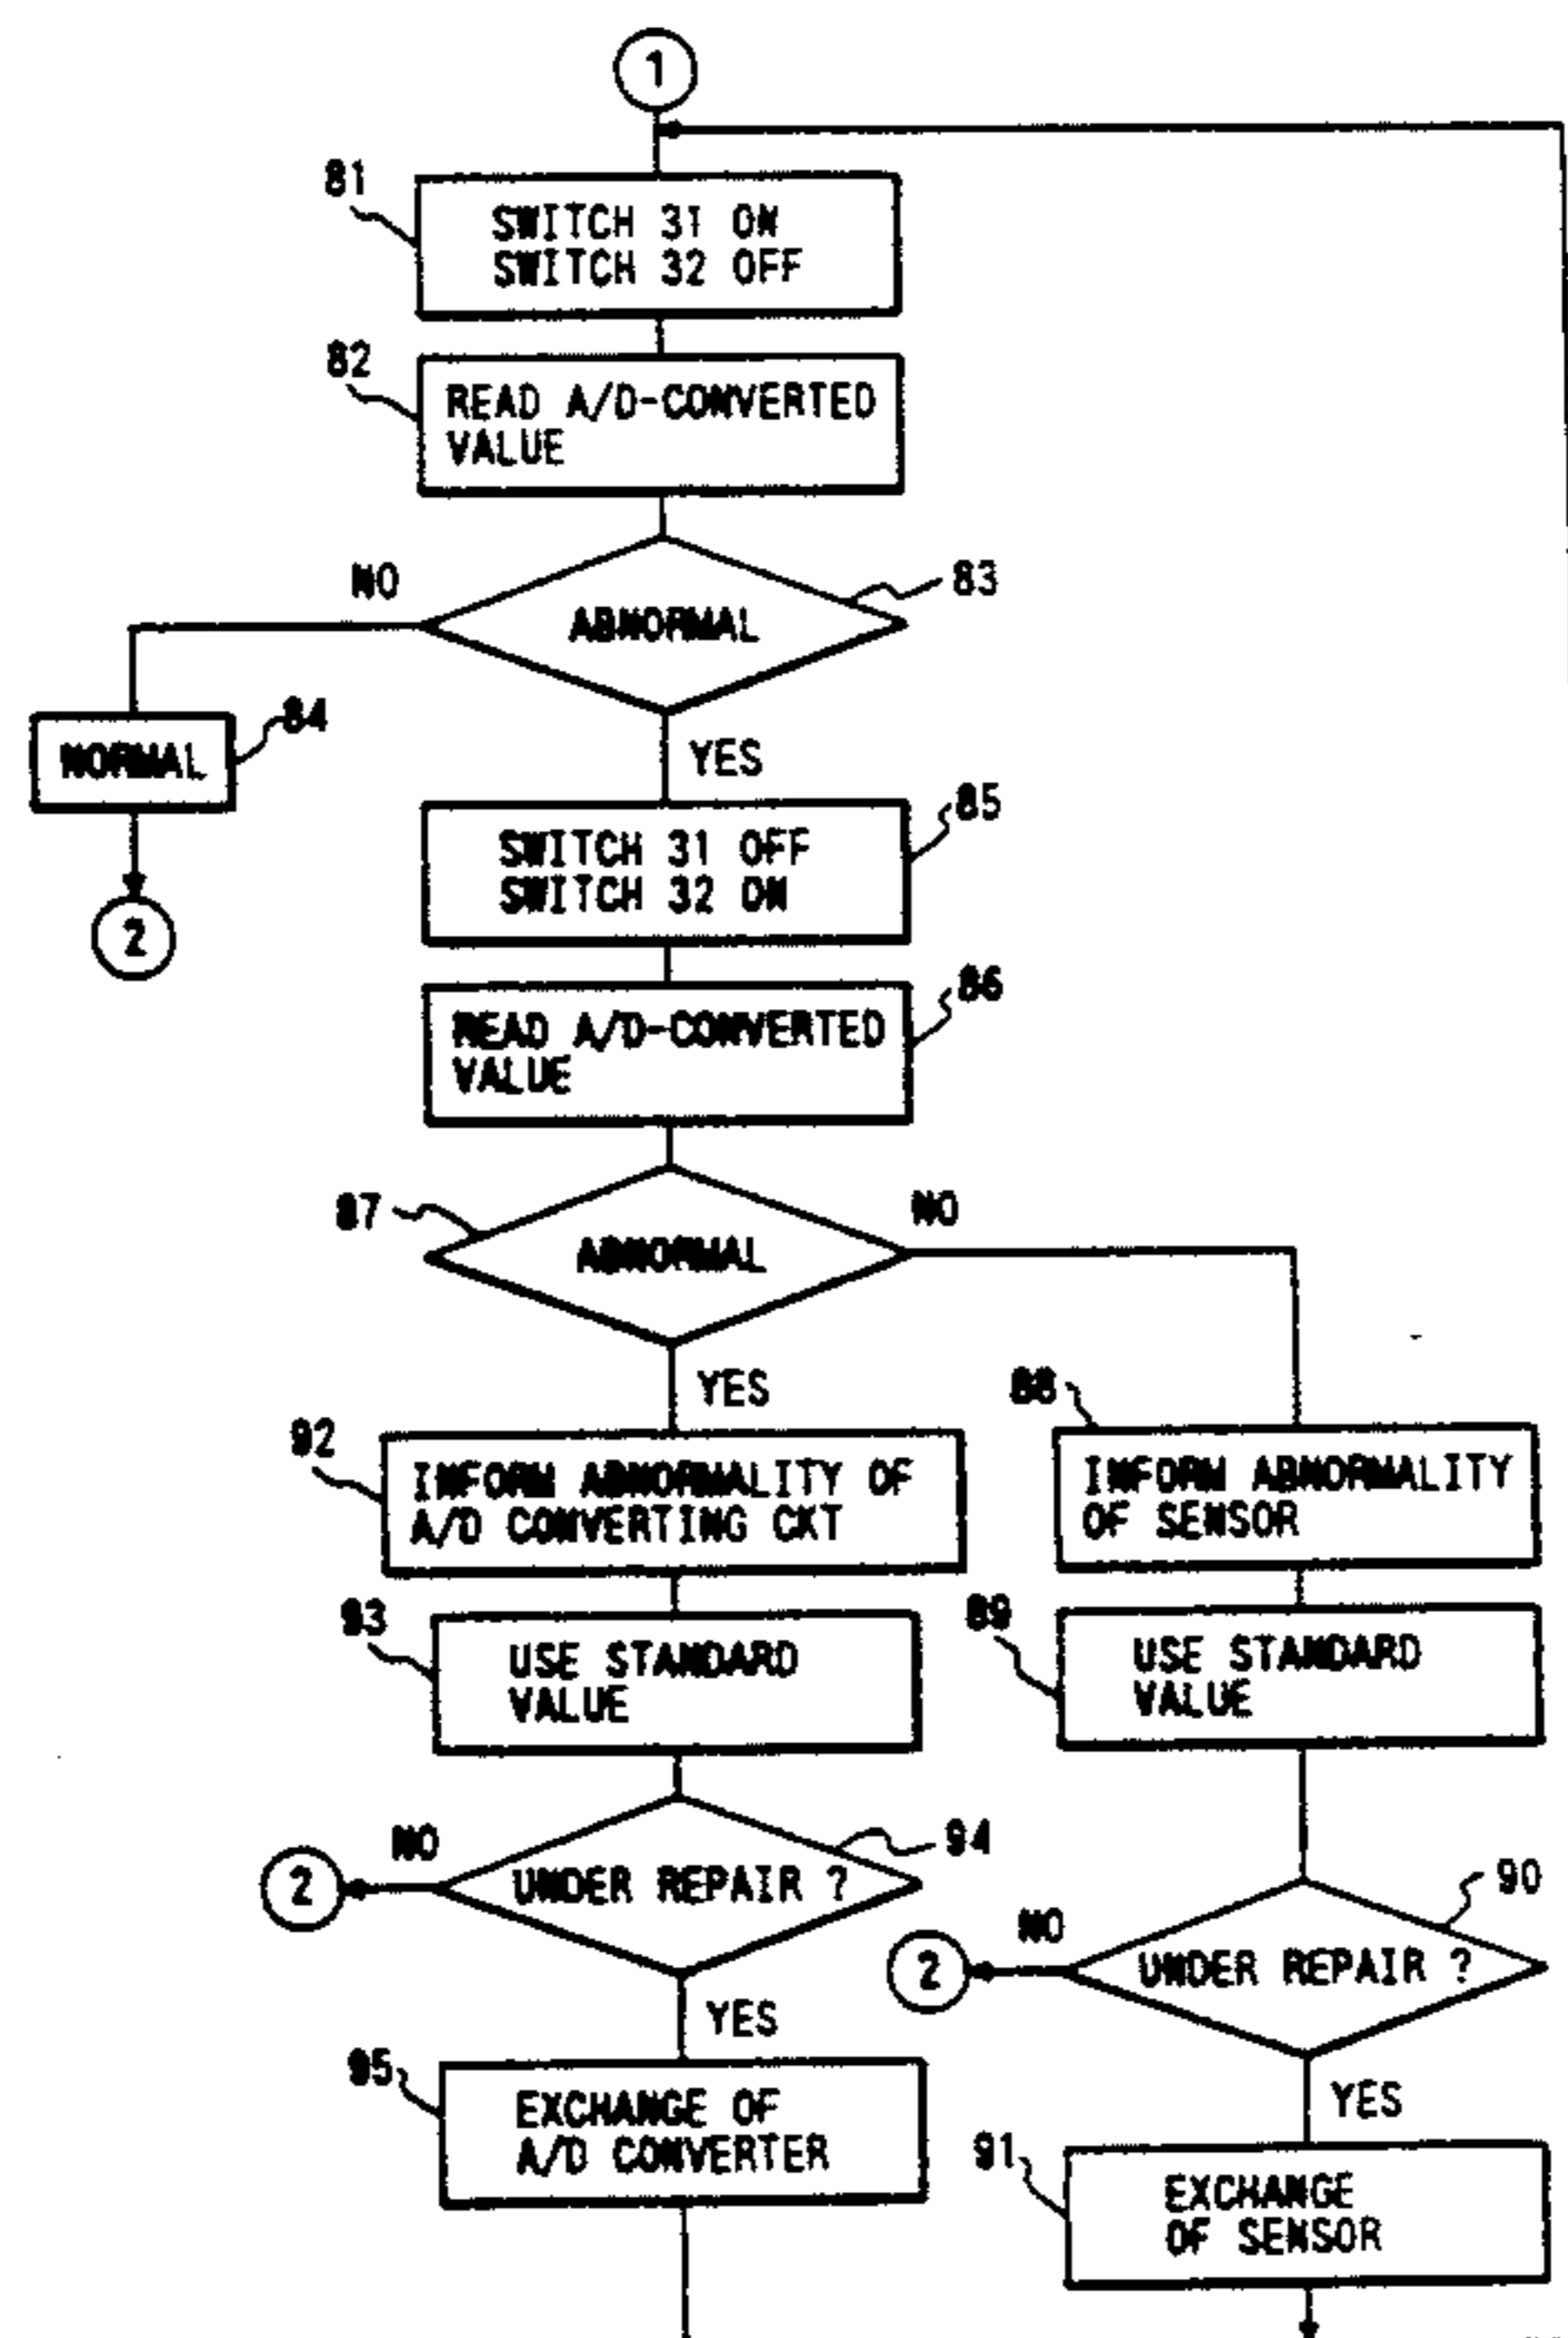 1
81
SWITCH 31 ON
SWITCH 32 OFF
82
READ A/D-CONVERTED
VALUE
NO
83
ABNORMAL
84
NORMAL
YES
2
85
SWITCH 31 OFF
SWITCH 32 ON
86
READ A/D-CONVERTED
VALUE
87
NO
ABNORMAL
YES
88
92
INFORM ABNORMALITY OF
A/D CONVERTING CKT
INFORM ABNORMALITY
OF SENSOR
93
USE STANDARD
VALUE
89
USE STANDARD
VALUE
NO
94
2
UNDER REPAIR ?
90
NO
2
UNDER REPAIR ?
YES
95
EXCHANGE OF
A/D CONVERTER
YES
91
EXCHANGE
OF SENSOR